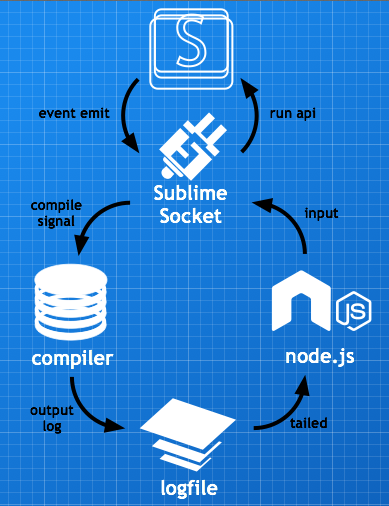 S
event emit
run api
Sublime
Socket
compile
signal
input
compiler
node.js
JS
output
log
tailed
logfile